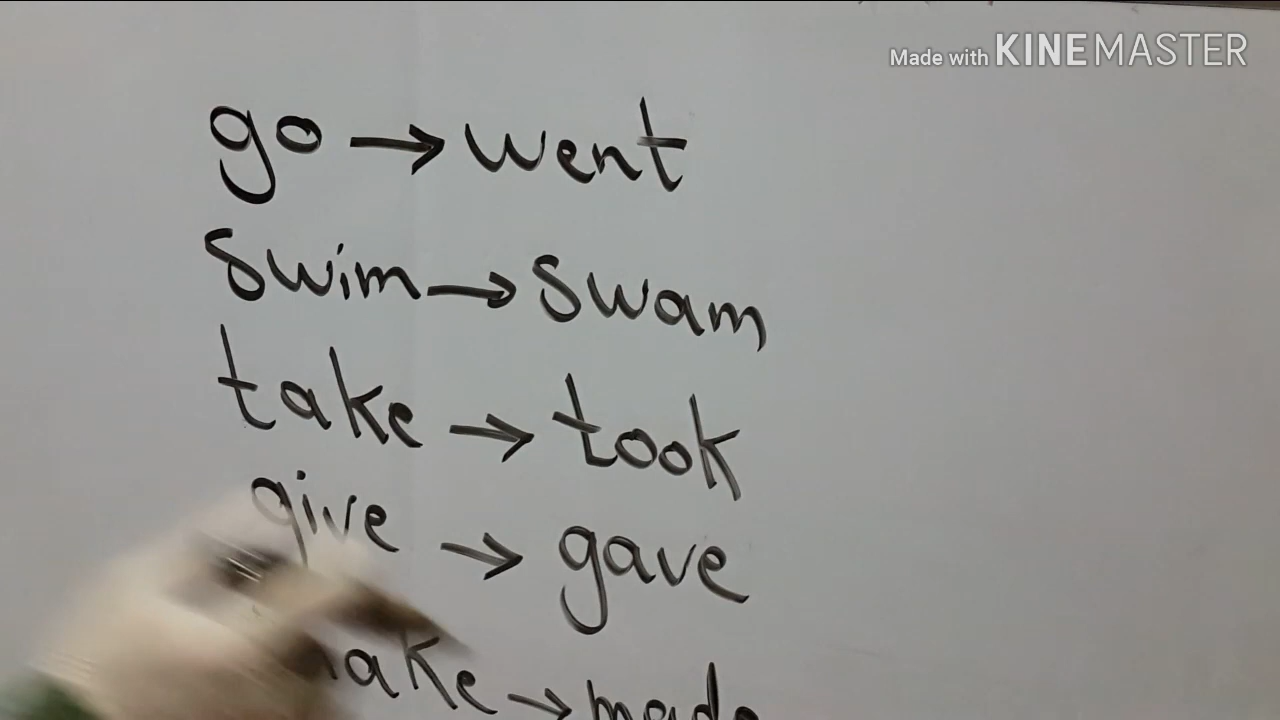 Made with KINEMASTER
go → went
swim → swam
take → took
give → gave
make → made